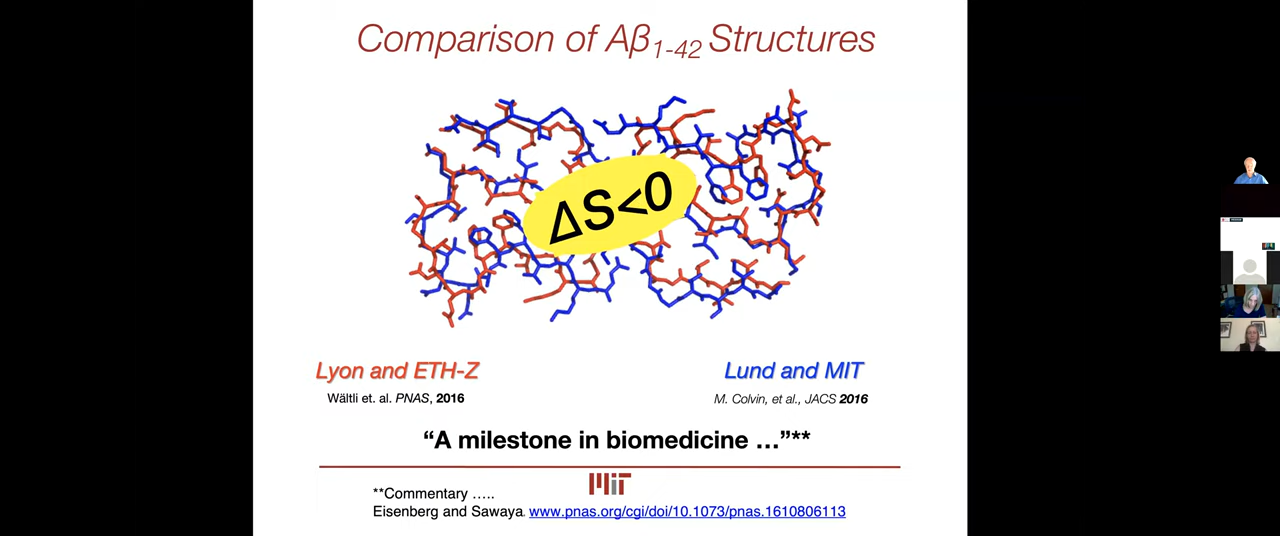 Comparison of Aβ1-42 Structures
ΔS<0
Lyon and ETH-Z
Wältli et. al. PNAS, 2016
Lund and MIT
M. Colvin, et al., JACS 2016
“A milestone in biomedicine …”**
MIT
**Commentary …..
Eisenberg and Sawaya. www.pnas.org/cgi/doi/10.1073/pnas.1610806113